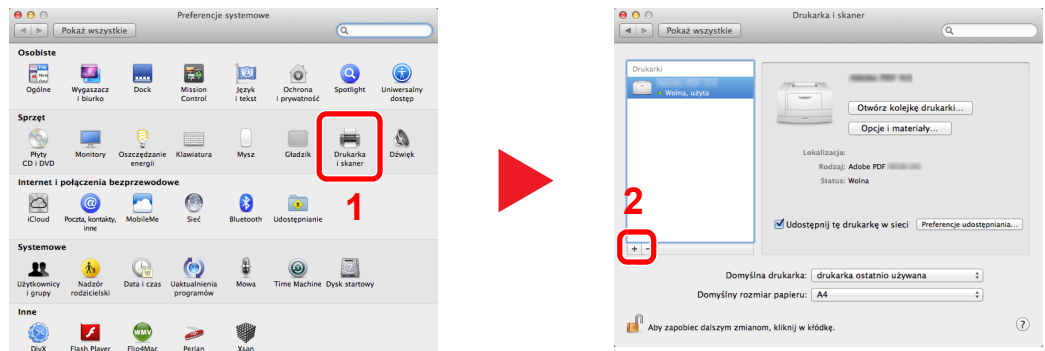 Preferencje systemowe
Pokaż wszystkie
Osobiste
Ogólne
Wygaszacz
i biurko
Dock
Mission
Control
Język
i tekst
Ochrona
i prywatność
Spotlight
Uniwersalny
dostęp
Sprzęt
Płyty
CD i DVD
Monitory
Oszczędzanie
energii
Klawiatura
Mysz
Gładzik
Drukarka
i skaner
Dźwięk
1
Internet i połączenia bezprzewodowe
iCloud
Poczta, kontakty,
inne
MobileMe
Sieć
Bluetooth
Udostępnianie
Systemowe
Użytkownicy
i grupy
Nadzór
rodzicielski
Data i czas
Uaktualnienia
programów
Mowa
Time Machine
Dysk startowy
Inne
DivX
Flash Player
Flip4Mac
Perian
Xsan
Drukarka i skaner
Pokaż wszystkie
Drukarki
Wolna, użyta
Otwórz kolejkę drukarki...
Opcje i materiały...
Lokalizacja:
Rodzaj: Adobe PDF
Status: Wolna
2
Udostępnij tę drukarkę w sieci
Preferencje udostępniania...
+ −
Domyślna drukarka: drukarka ostatnio używana
Domyślny rozmiar papieru: A4
Aby zapobiec dalszym zmianom, kliknij w kłódkę.
?